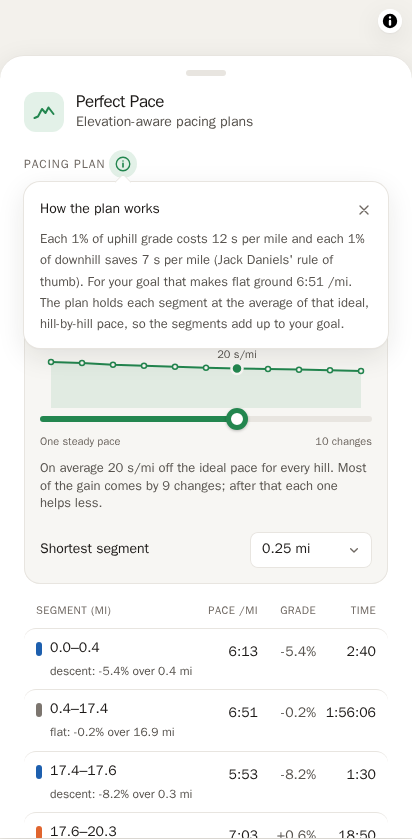 Perfect Pace
Elevation-aware pacing plans
PACING PLAN
How the plan works
Each 1% of uphill grade costs 12 s per mile and each 1%
of downhill saves 7 s per mile (Jack Daniels' rule of
thumb). For your goal that makes flat ground 6:51 /mi.
The plan holds each segment at the average of that ideal,
hill-by-hill pace, so the segments add up to your goal.
20 s/mi
One steady pace 10 changes
On average 20 s/mi off the ideal pace for every hill. Most
of the gain comes by 9 changes; after that each one
helps less.
Shortest segment 0.25 mi
SEGMENT (MI) PACE /MI GRADE TIME
0.0–0.4 6:13 -5.4% 2:40
descent: -5.4% over 0.4 mi
0.4–17.4 6:51 -0.2% 1:56:06
flat: -0.2% over 16.9 mi
17.4–17.6 5:53 -8.2% 1:30
descent: -8.2% over 0.3 mi
17.6–20.3 7:03 +0.6% 18:50